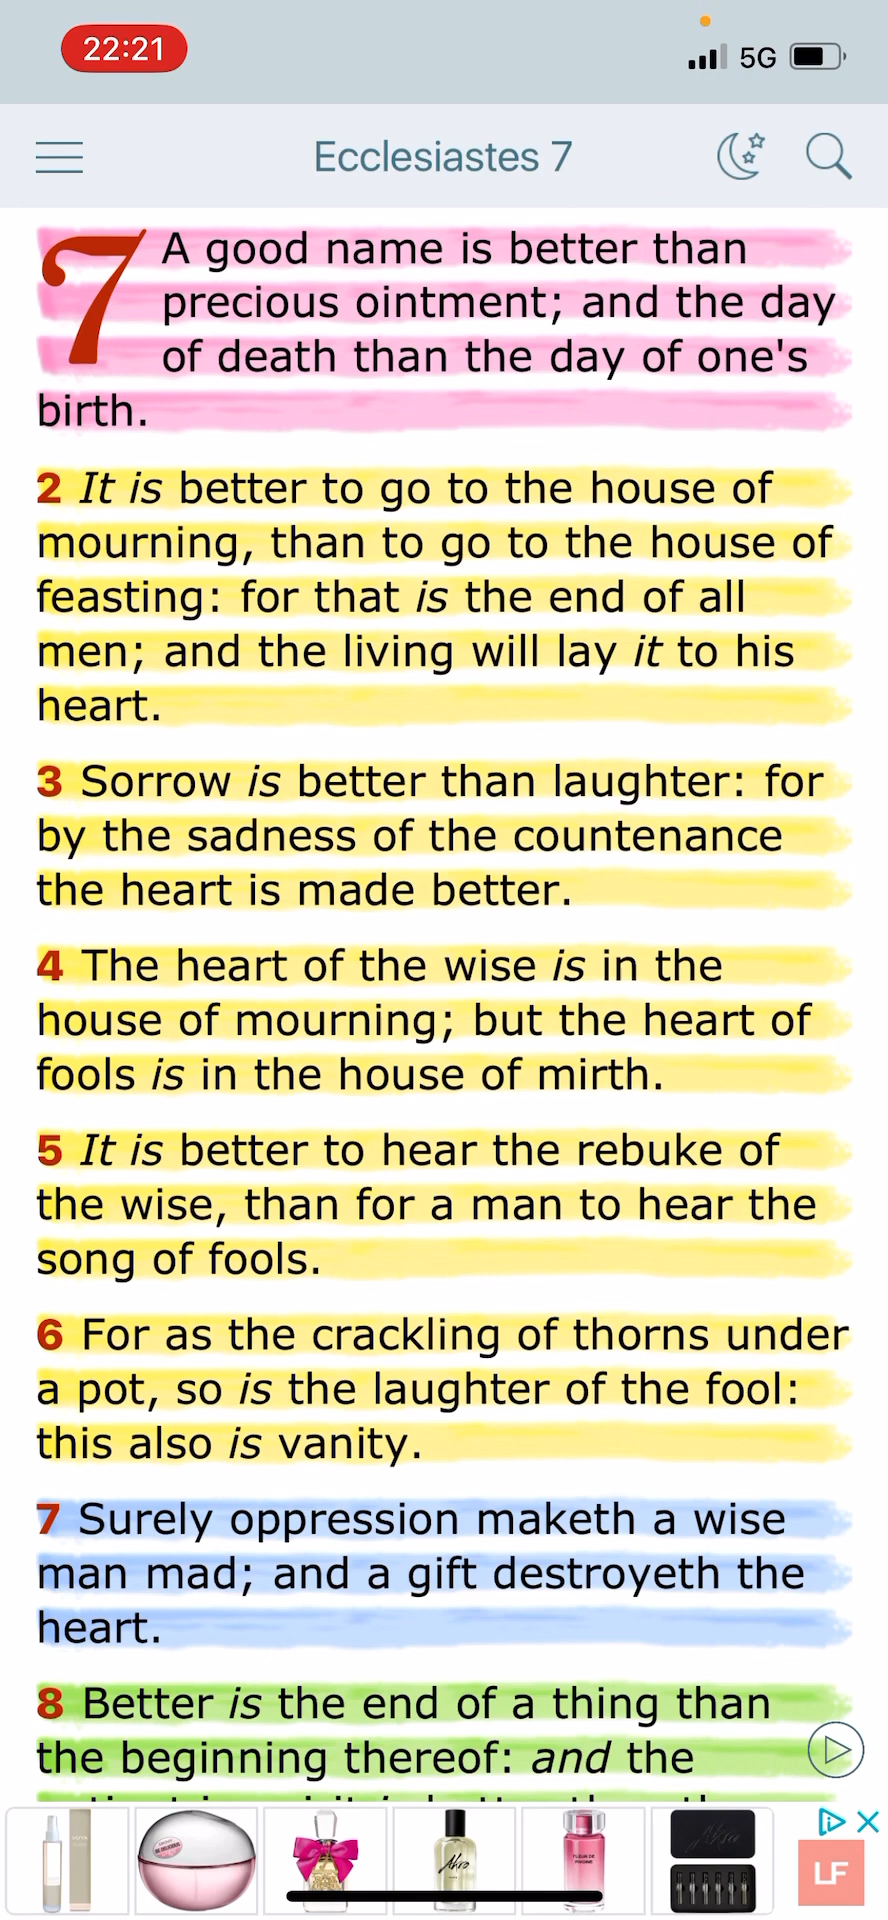 22:21
5G
Ecclesiastes 7
7 A good name is better than
precious ointment; and the day
of death than the day of one's
birth.
2 It is better to go to the house of
mourning, than to go to the house of
feasting: for that is the end of all
men; and the living will lay it to his
heart.
3 Sorrow is better than laughter: for
by the sadness of the countenance
the heart is made better.
4 The heart of the wise is in the
house of mourning; but the heart of
fools is in the house of mirth.
5 It is better to hear the rebuke of
the wise, than for a man to hear the
song of fools.
6 For as the crackling of thorns under
a pot, so is the laughter of the fool:
this also is vanity.
7 Surely oppression maketh a wise
man mad; and a gift destroyeth the
heart.
8 Better is the end of a thing than
the beginning thereof: and the
Akro
LF